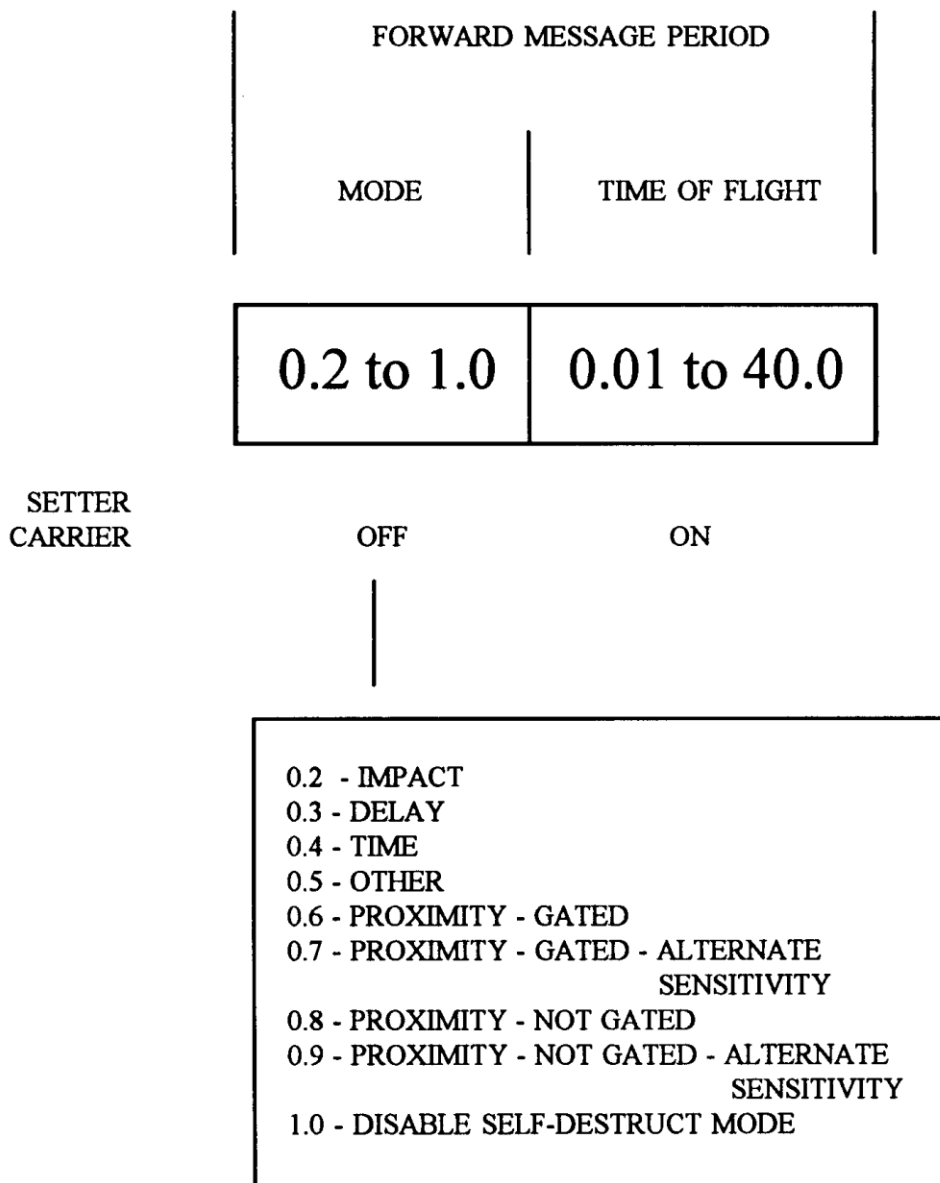 FORWARD MESSAGE PERIOD
MODE TIME OF FLIGHT
0.2 to 1.0 0.01 to 40.0
SETTER
CARRIER OFF ON
0.2 - IMPACT
0.3 - DELAY
0.4 - TIME
0.5 - OTHER
0.6 - PROXIMITY - GATED
0.7 - PROXIMITY - GATED - ALTERNATE
SENSITIVITY
0.8 - PROXIMITY - NOT GATED
0.9 - PROXIMITY - NOT GATED - ALTERNATE
SENSITIVITY
1.0 - DISABLE SELF-DESTRUCT MODE